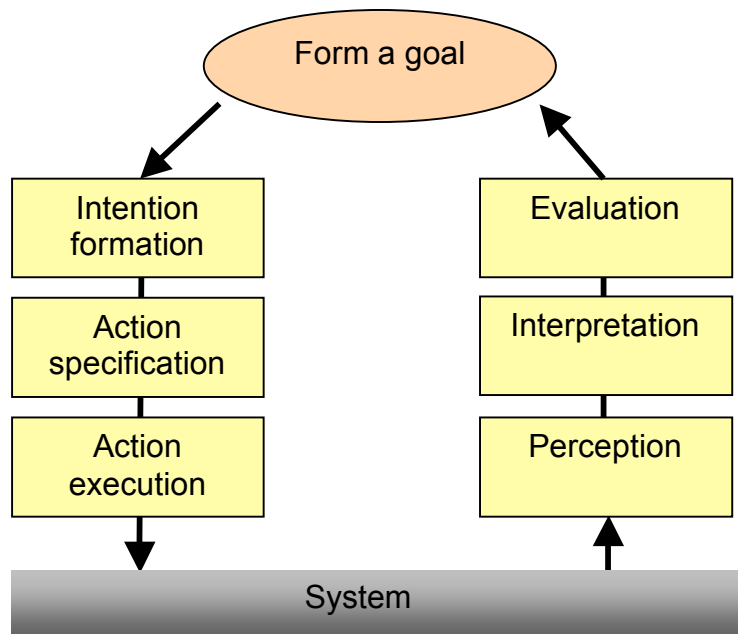 Form a goal
Intention
formation
Action
specification
Action
execution
Evaluation
Interpretation
Perception
System